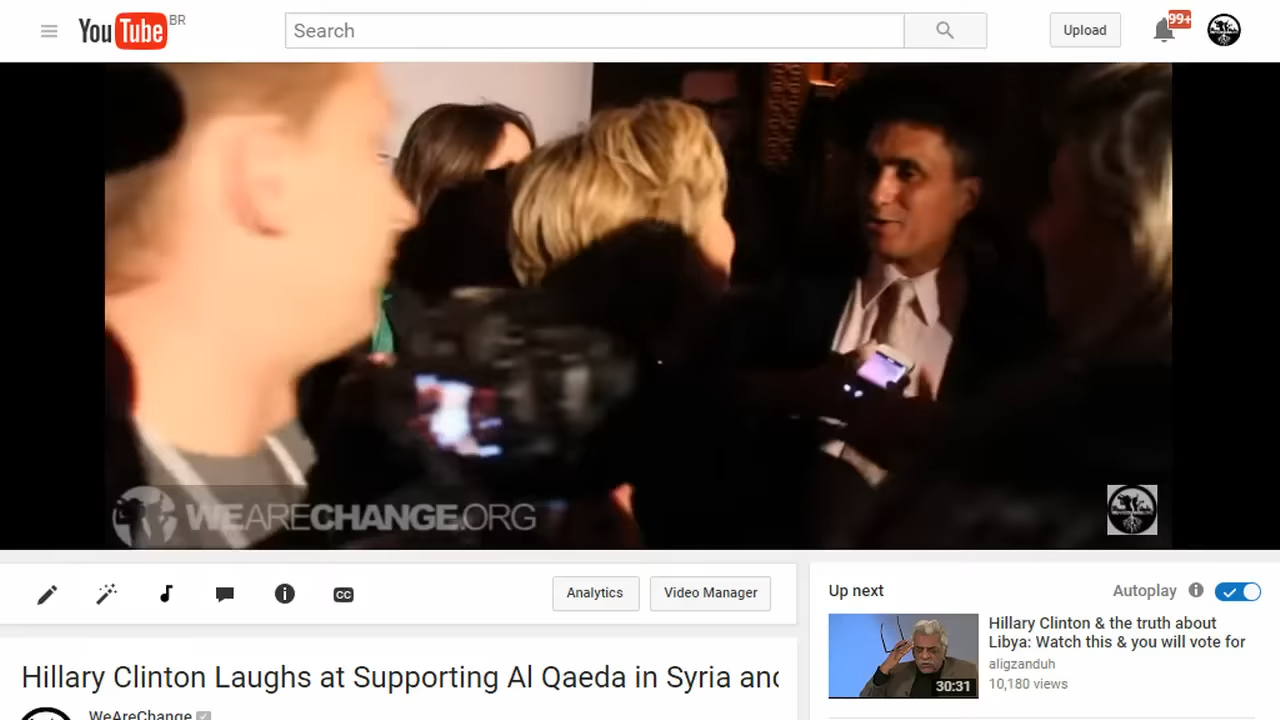 YouTube BR
Search
Upload
99+
WEARECHANGE.ORG
CC
Analytics
Video Manager
Up next
Autoplay
Hillary Clinton & the truth about
Libya: Watch this & you will vote for
aligzanduh
10,180 views
30:31
Hillary Clinton Laughs at Supporting Al Qaeda in Syria and
WeAreChange